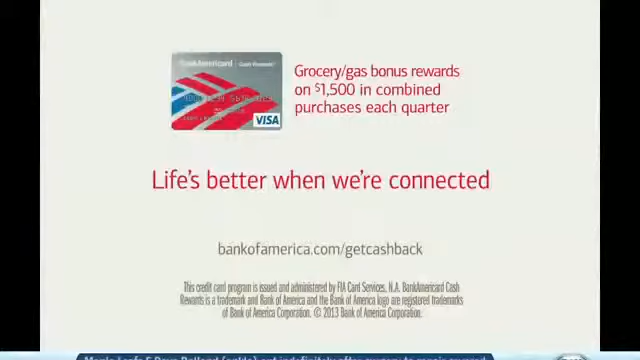 BankAmericard Cash Rewards
Grocery/gas bonus rewards
on $1,500 in combined
purchases each quarter
VISA
Life's better when we're connected
bankofamerica.com/getcashback
This credit card program is issued and administered by FIA Card Services, N.A. BankAmericard Cash
Rewards is a trademark and Bank of America and the Bank of America logo are registered trademarks
of Bank of America Corporation. © 2013 Bank of America Corporation.